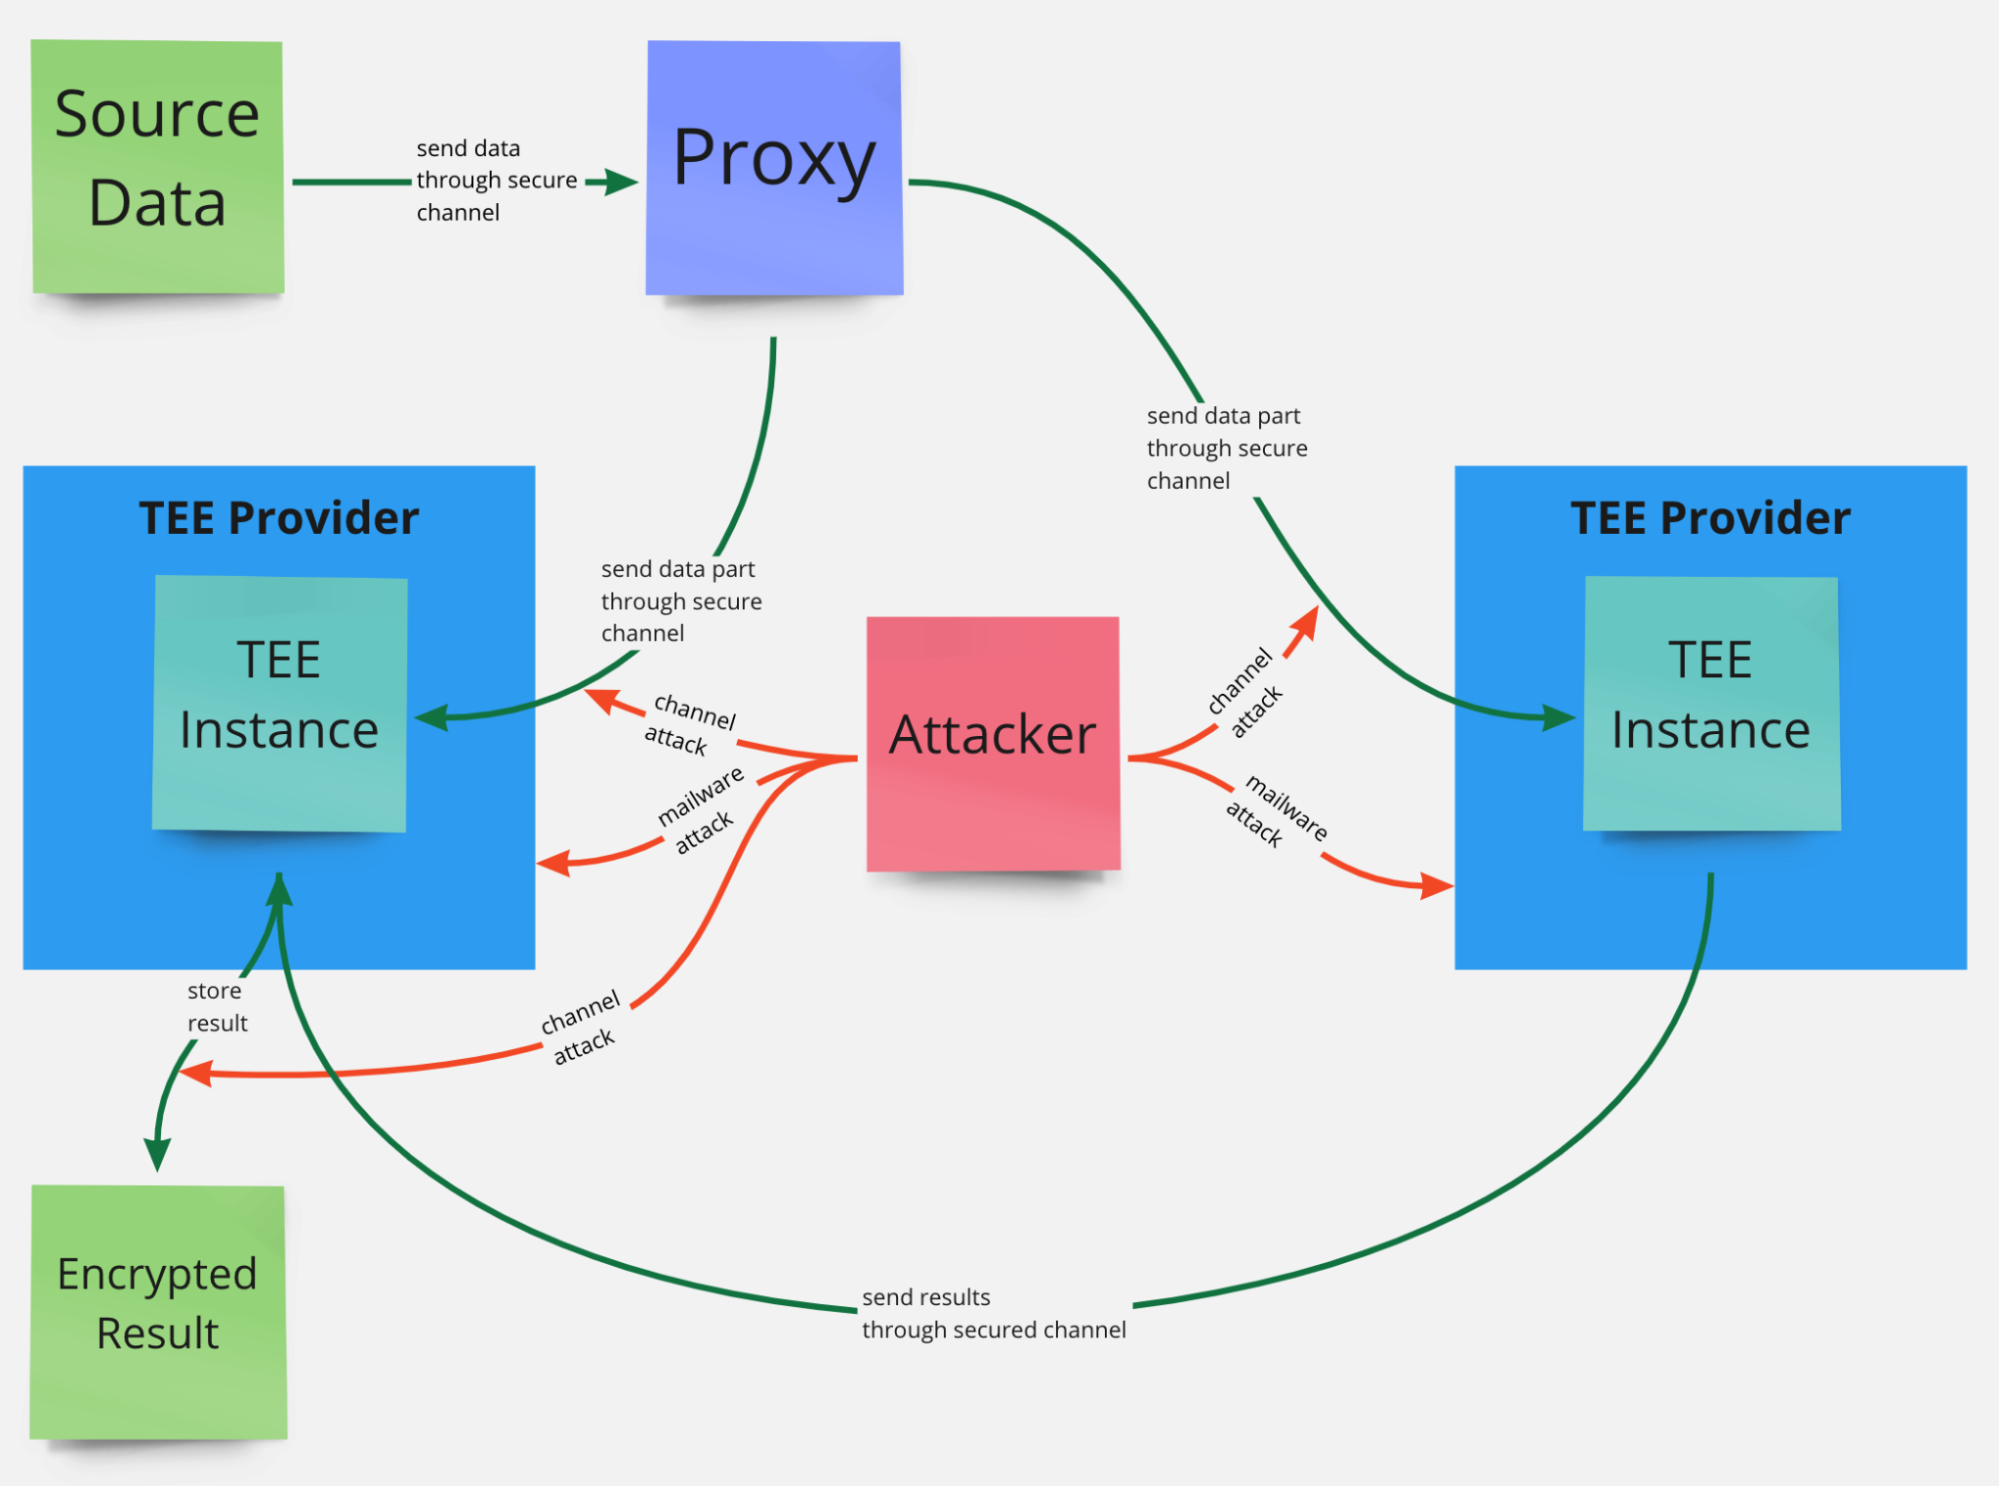 Source
Data
send data
through secure
channel
Proxy
send data part
through secure
channel
TEE Provider
TEE
Instance
send data part
through secure
channel
TEE Provider
TEE
Instance
Attacker
channel
attack
mailware
attack
channel
attack
channel
attack
mailware
attack
store
result
Encrypted
Result
send results
through secured channel